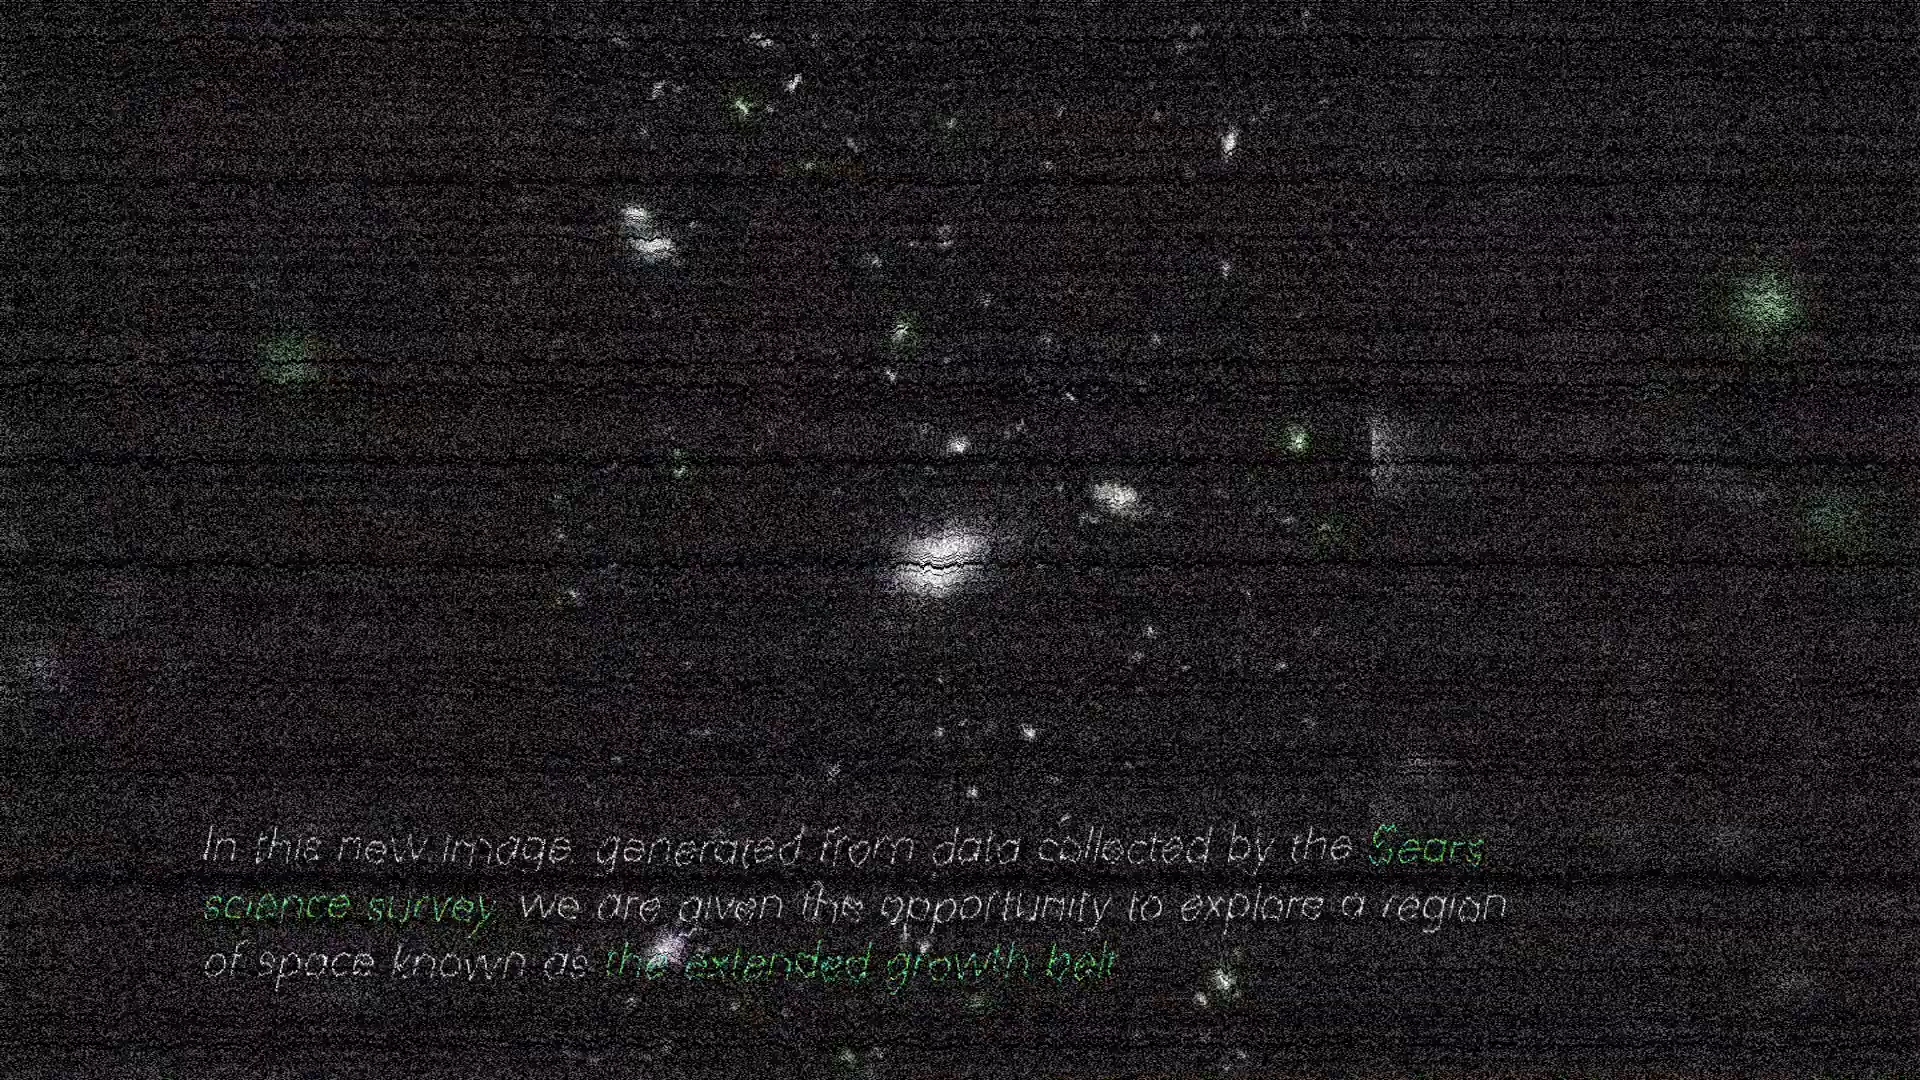 In this new image generated from data collected by the Sears
science survey we are given the opportunity to explore a region
of space known as the extended growth belt